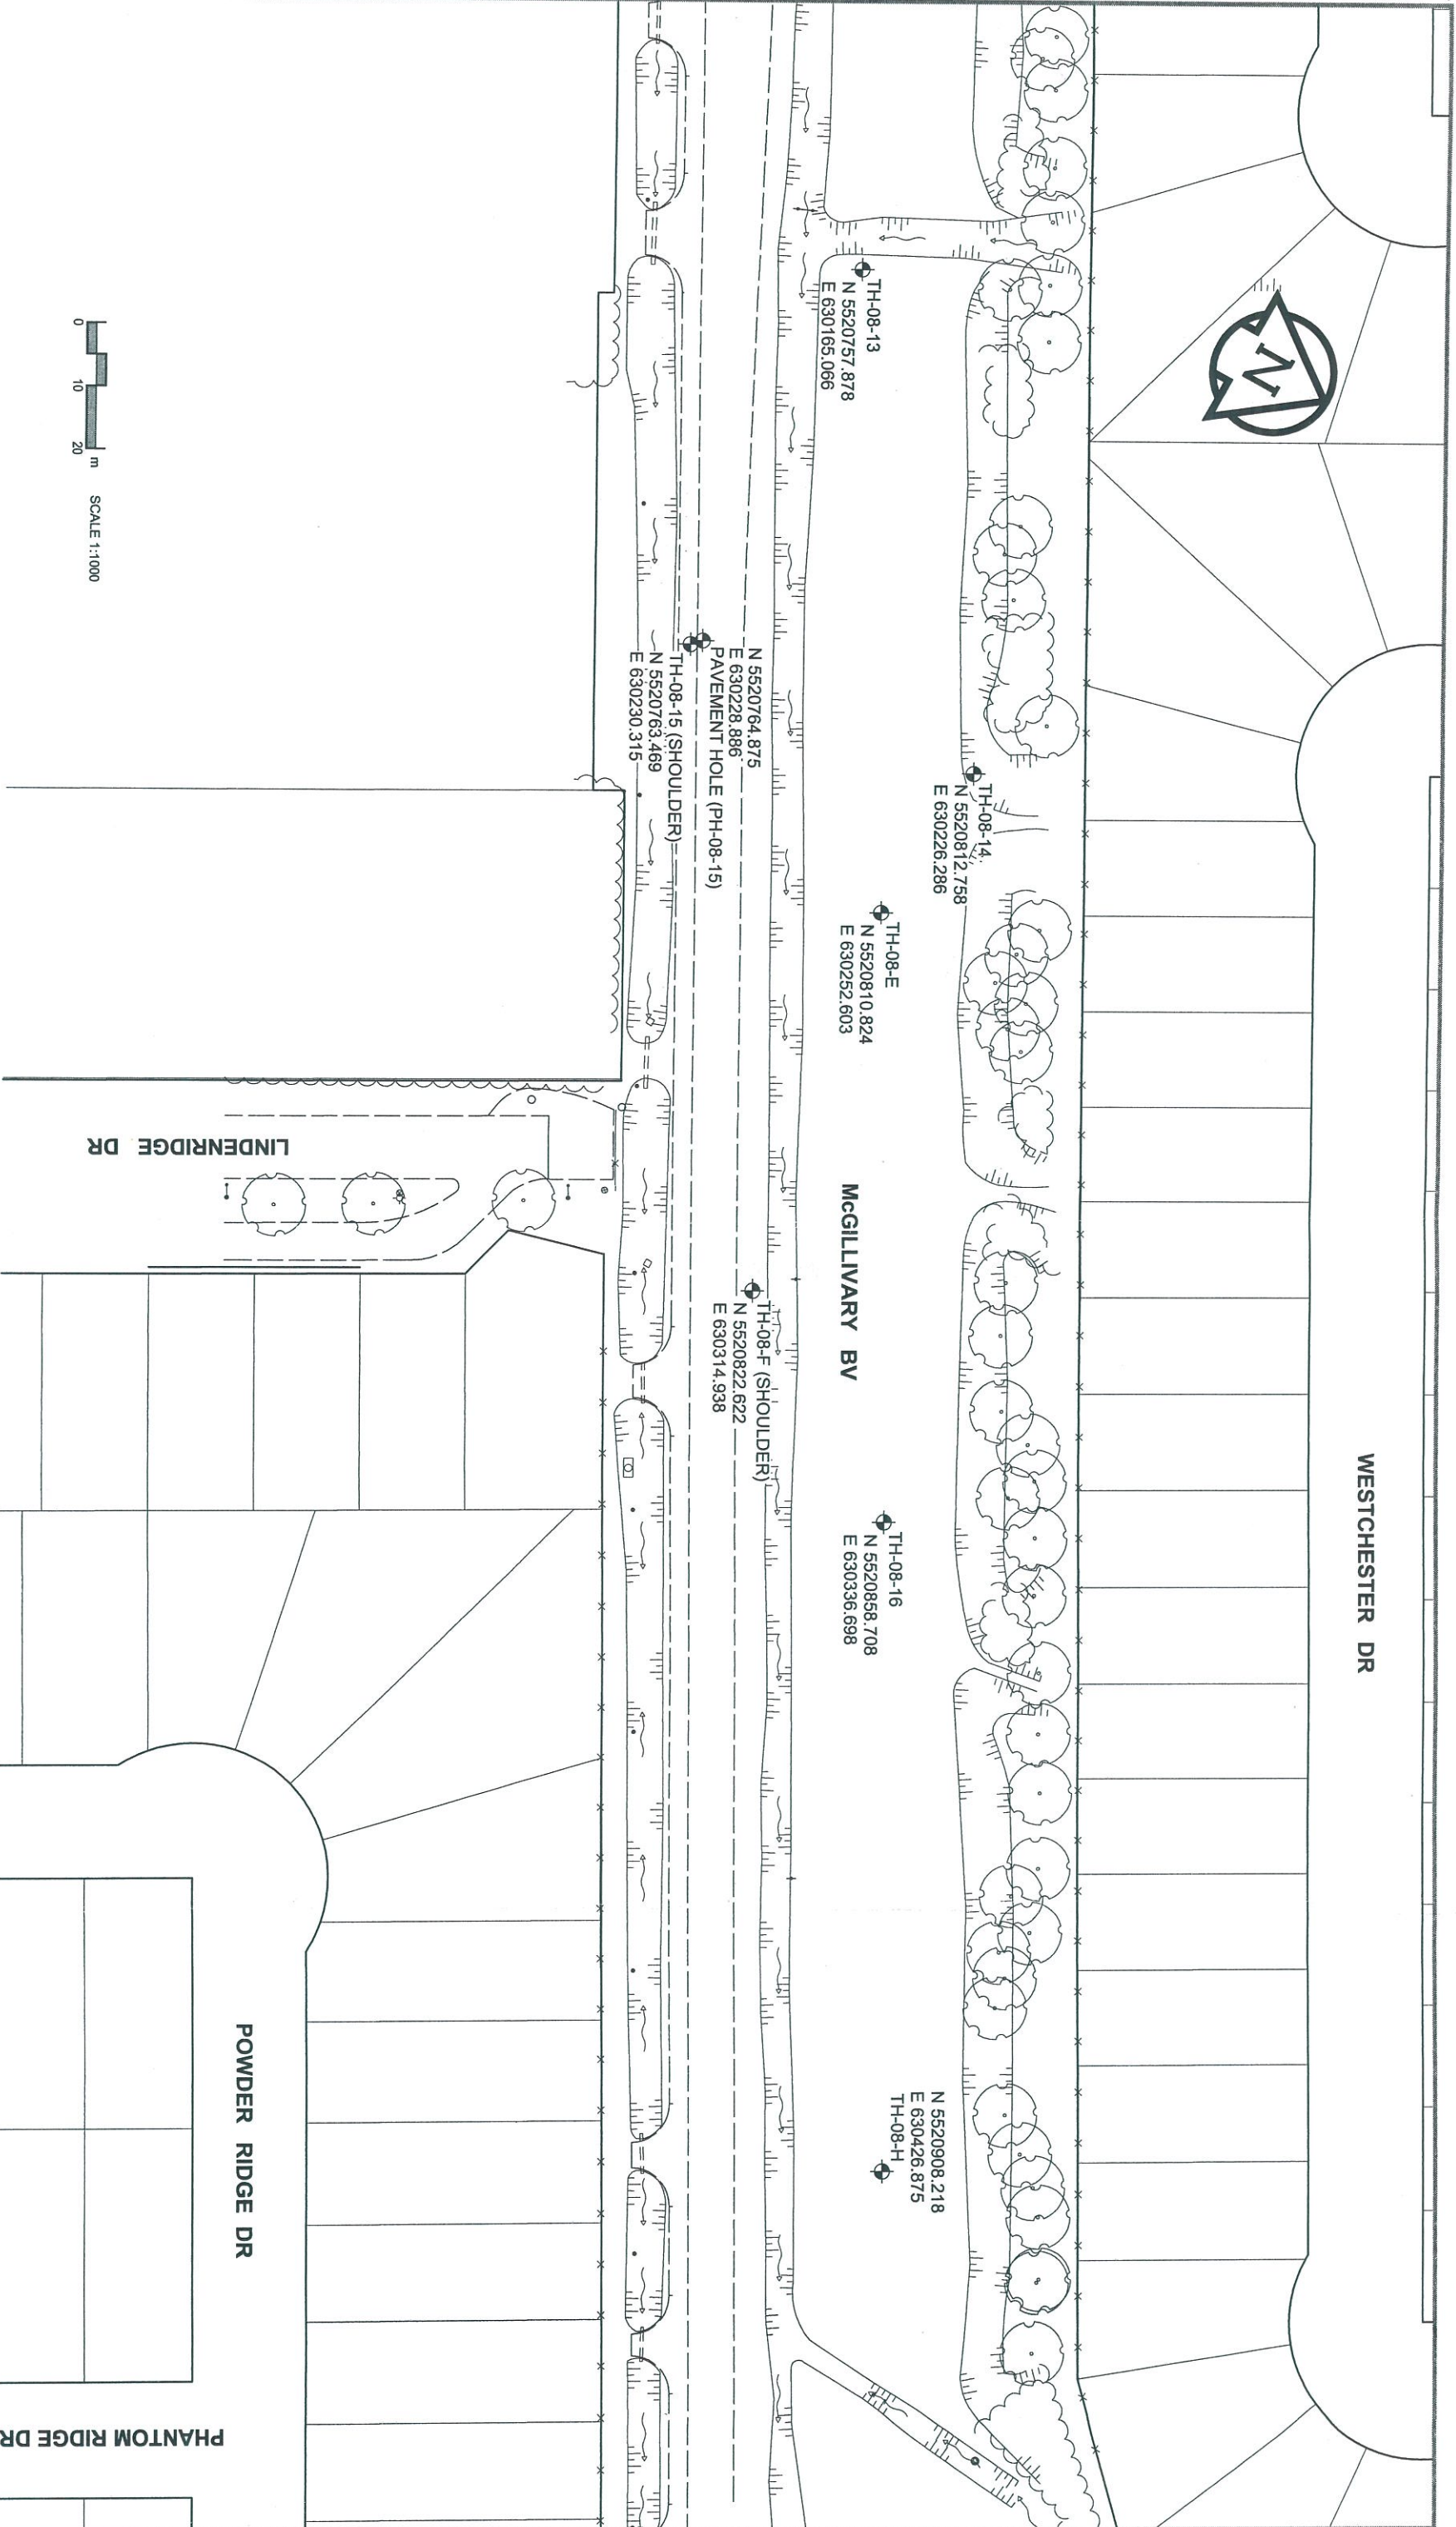 WESTCHESTER DR
N
TH-08-13
N 5520757.878
E 630165.066
TH-08-14
N 5520812.758
E 630226.286
TH-08-E
N 5520810.824
E 630252.603
McGILLIVARY BV
TH-08-16
N 5520858.708
E 630336.698
N 5520908.218
E 630426.875
TH-08-H
N 5520764.875
E 630228.886
PAVEMENT HOLE (PH-08-15)
TH-08-15 (SHOULDER)
N 5520763.469
E 630230.315
TH-08-F (SHOULDER)
N 5520822.622
E 630314.938
LINDENRIDGE DR
POWDER RIDGE DR
PHANTOM RIDGE DR
0 10 20 m SCALE 1:1000